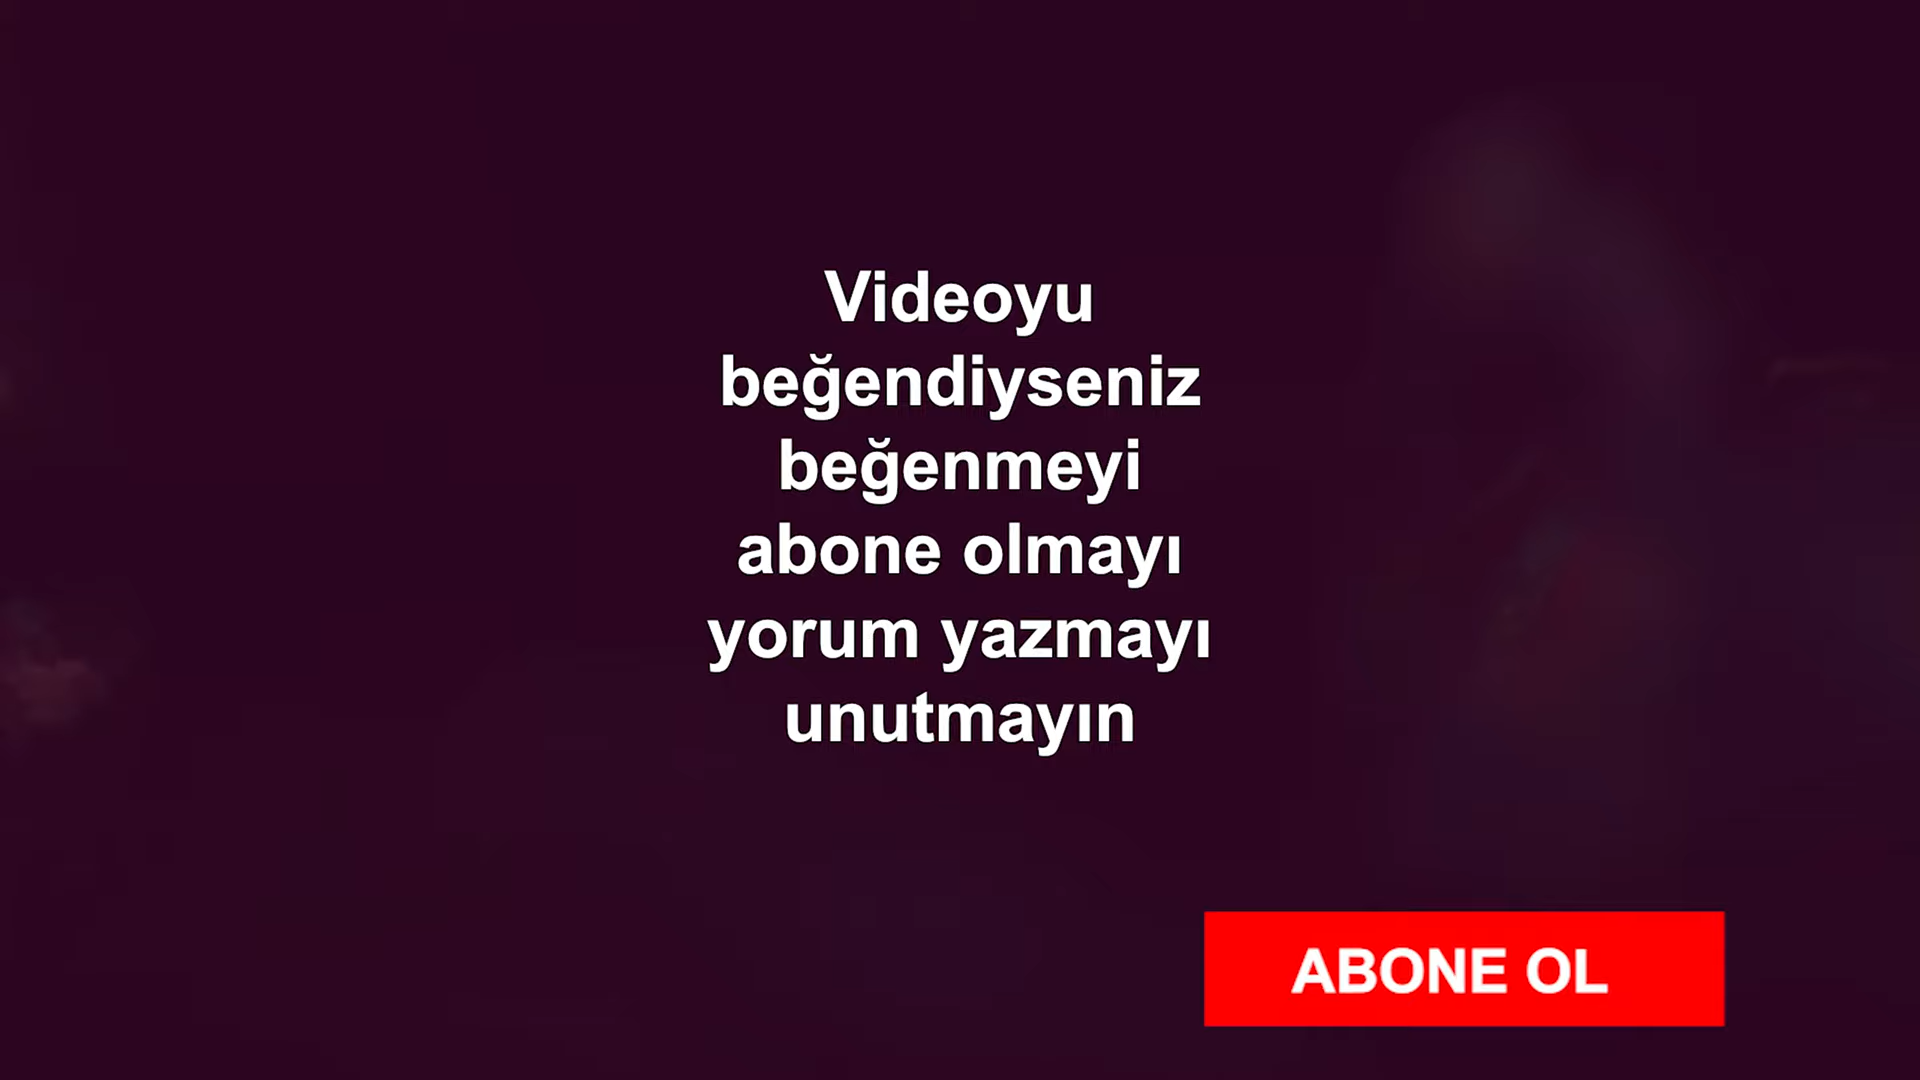 Videoyu
beğendiyseniz
beğenmeyi
abone olmayı
yorum yazmayı
unutmayın
ABONE OL